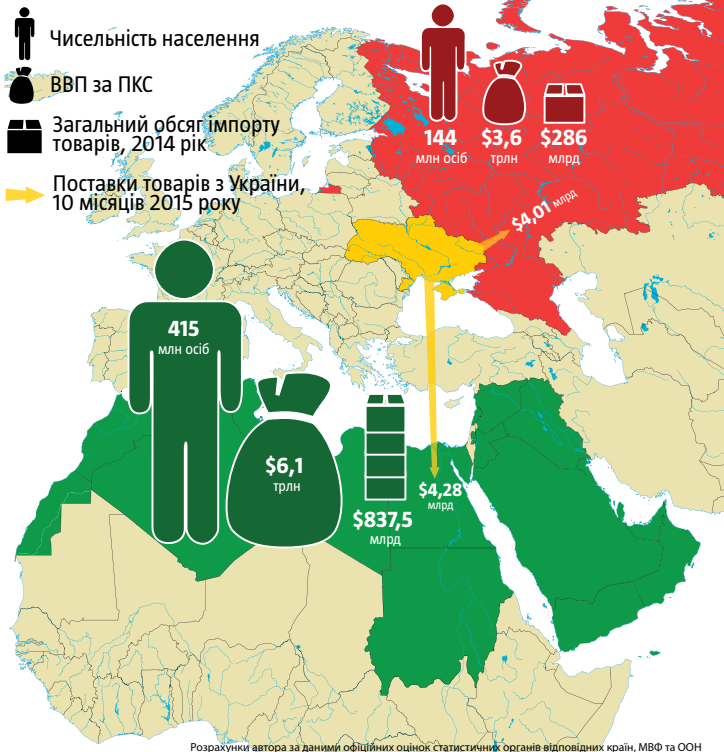 Чисельність населення
ВВП за ПКС
Загальний обсяг імпорту
товарів, 2014 рік
Поставки товарів з України,
10 місяців 2015 року
144
млн осіб
$3,6
трлн
$286
млрд
$4,01 млрд
415
млн осіб
$6,1
трлн
$837,5
млрд
$4,28
млрд
Розрахунки автора за даними офіційних оцінок статистичних органів відповідних країн, МВФ та ООН